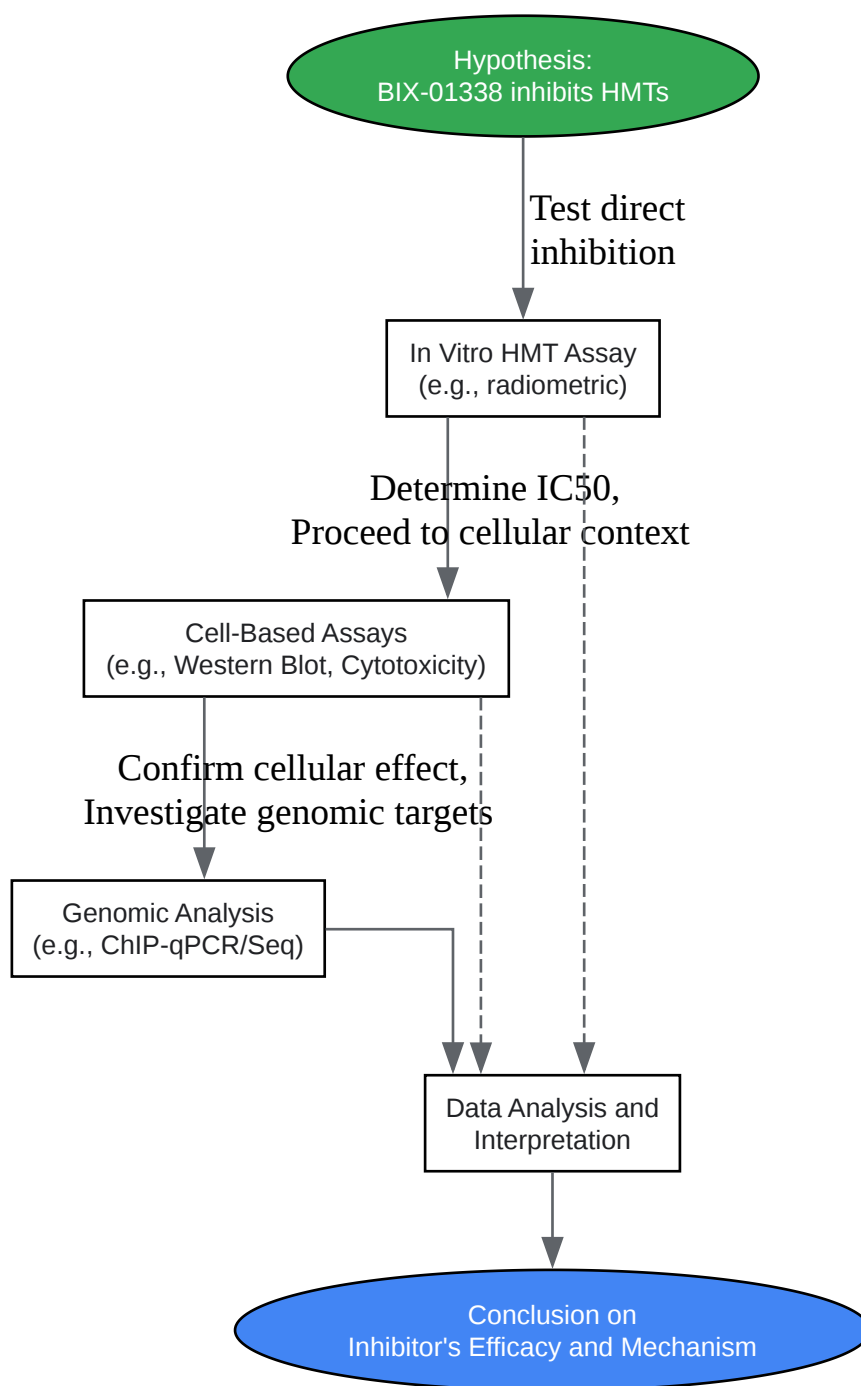 Hypothesis:
BIX-01338 inhibits HMTs
Test direct
inhibition
In Vitro HMT Assay
(e.g., radiometric)
Determine IC50,
Proceed to cellular context
Cell-Based Assays
(e.g., Western Blot, Cytotoxicity)
Confirm cellular effect,
Investigate genomic targets
Genomic Analysis
(e.g., ChIP-qPCR/Seq)
Data Analysis and
Interpretation
Conclusion on
Inhibitor's Efficacy and Mechanism